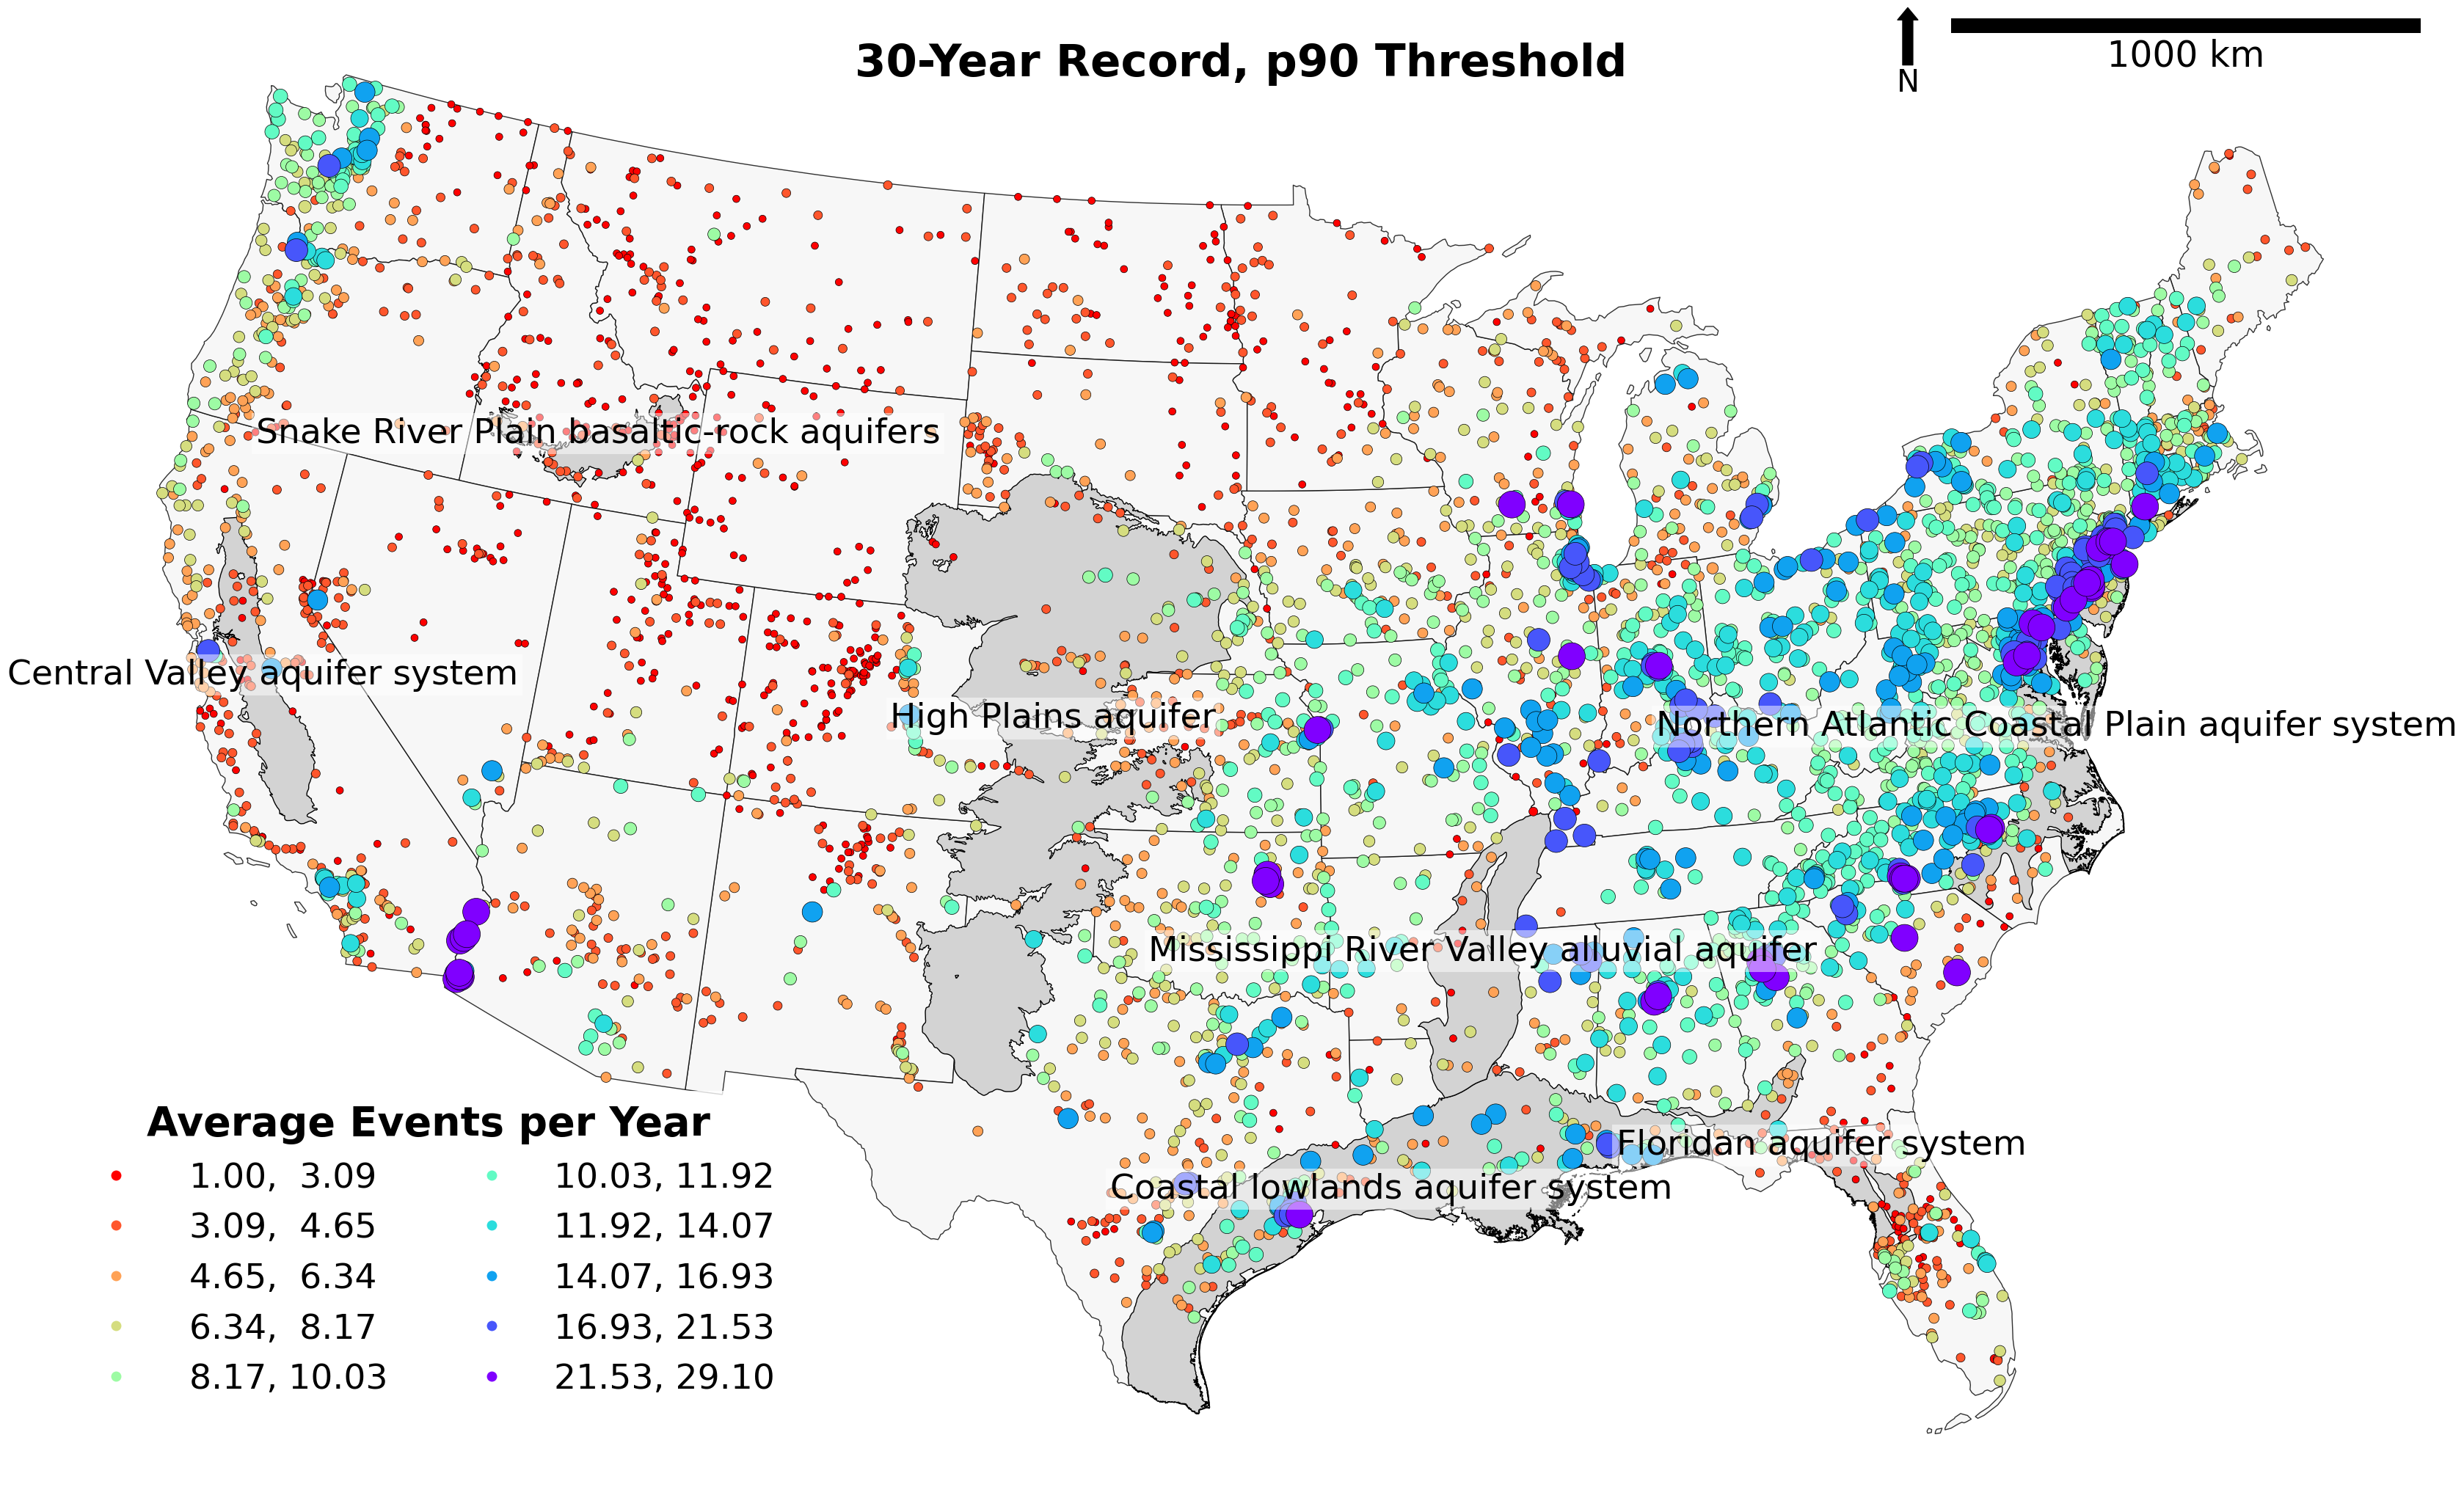 30-Year Record, p90 Threshold
N
1000 km
Snake River Plain basaltic-rock aquifers
Central Valley aquifer system
High Plains aquifer
Northern Atlantic Coastal Plain aquifer system
Mississippi River Valley alluvial aquifer
Floridan aquifer system
Coastal lowlands aquifer system
Average Events per Year
1.00, 3.09
3.09, 4.65
4.65, 6.34
6.34, 8.17
8.17, 10.03
10.03, 11.92
11.92, 14.07
14.07, 16.93
16.93, 21.53
21.53, 29.10